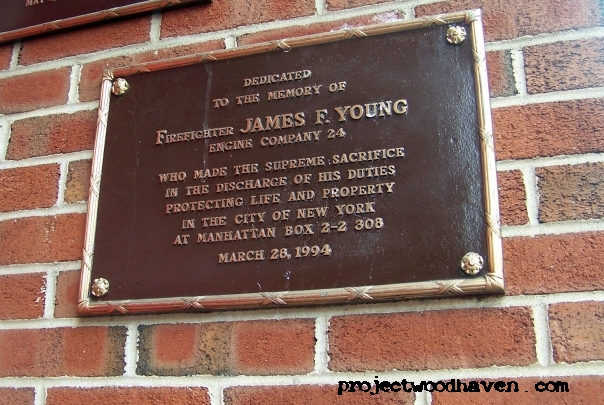 DEDICATED
TO THE MEMORY OF
FIREFIGHTER JAMES F. YOUNG
ENGINE COMPANY 24
WHO MADE THE SUPREME SACRIFICE
IN THE DISCHARGE OF HIS DUTIES
PROTECTING LIFE AND PROPERTY
IN THE CITY OF NEW YORK
AT MANHATTAN BOX 2-2 308
MARCH 28, 1994
projectwoodhaven.com